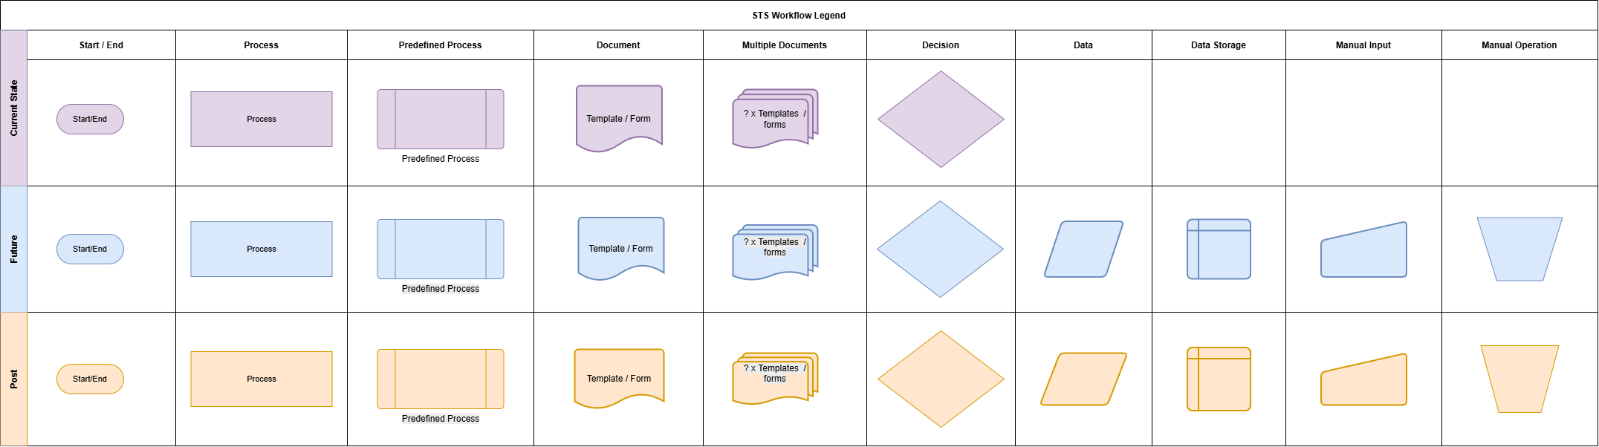 STS Workflow Legend
Start / End
Process
Predefined Process
Document
Multiple Documents
Decision
Data
Data Storage
Manual Input
Manual Operation
Current State
Start/End
Process
Predefined Process
Template / Form
? x Templates /
forms
Future
Start/End
Process
Predefined Process
Template / Form
? x Templates /
forms
Post
Start/End
Process
Predefined Process
Template / Form
? x Templates /
forms